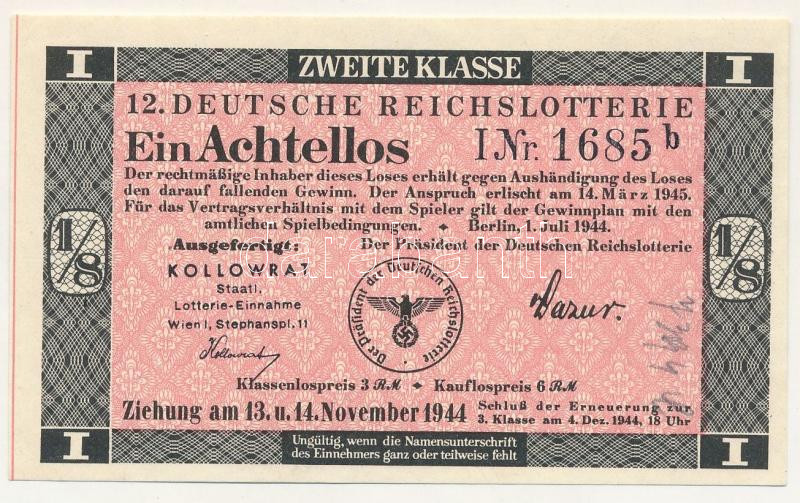 I ZWEITE KLASSE I
12. DEUTSCHE REICHSLOTTERIE
Ein Achtellos I Nr. 1685 b
Der rechtmäßige Inhaber dieses Loses erhält gegen Aushändigung des Loses
den darauf fallenden Gewinn. Der Anspruch erlischt am 14. März 1945.
Für das Vertragsverhältnis mit dem Spieler gilt der Gewinnplan mit den
amtlichen Spielbedingungen. ✦ Berlin, 1. Juli 1944.
Ausgefertigt: Der Präsident der Deutschen Reichslotterie
1/8
KOLLOWRAT
Staatl.
Lotterie-Einnahme
Wien I, Stephanspl. 11
Kollowrat
Der Präsident der Deutschen Reichslotterie
Dazur.
1/8
Klassenlospreis 3 RM ✦ Kauflospreis 6 RM
Ziehung am 13. u. 14. November 1944
Schluß der Erneuerung zur
3. Klasse am 4. Dez. 1944, 18 Uhr
I Ungültig, wenn die Namensunterschrift I
des Einnehmers ganz oder teilweise fehlt